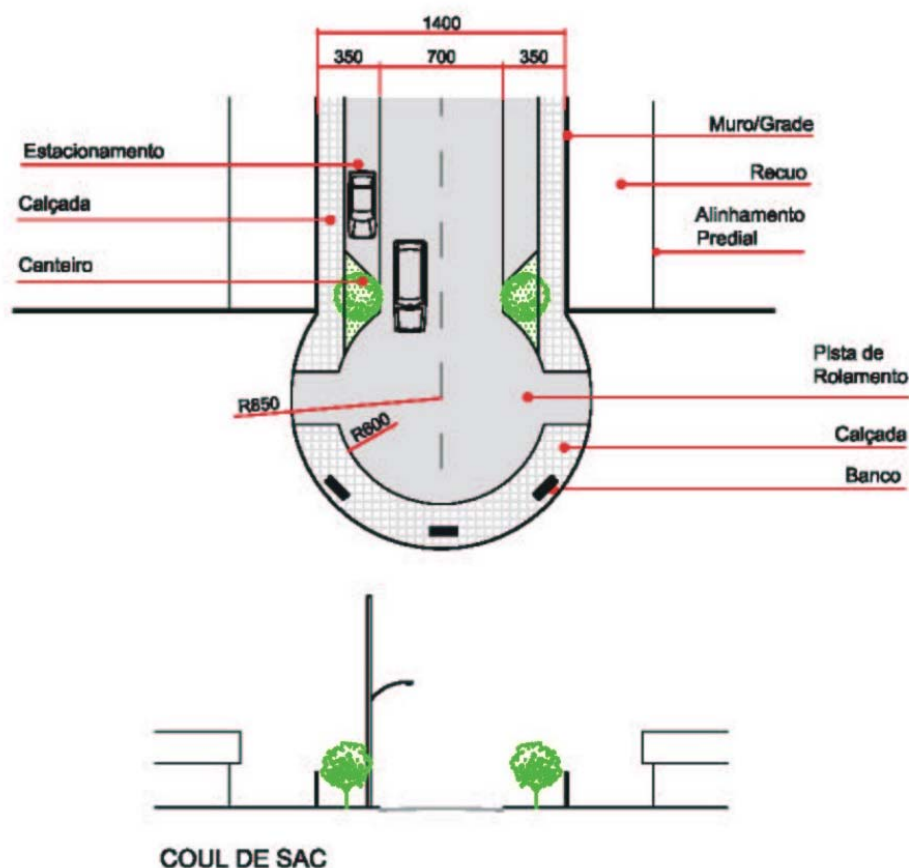 1400
350
700
350
Muro/Grade
Estacionamento
Recuo
Calçada
Alinhamento
Predial
Canteiro
Pista de
Rolamento
R850
R600
Calçada
Banco
COUL DE SAC